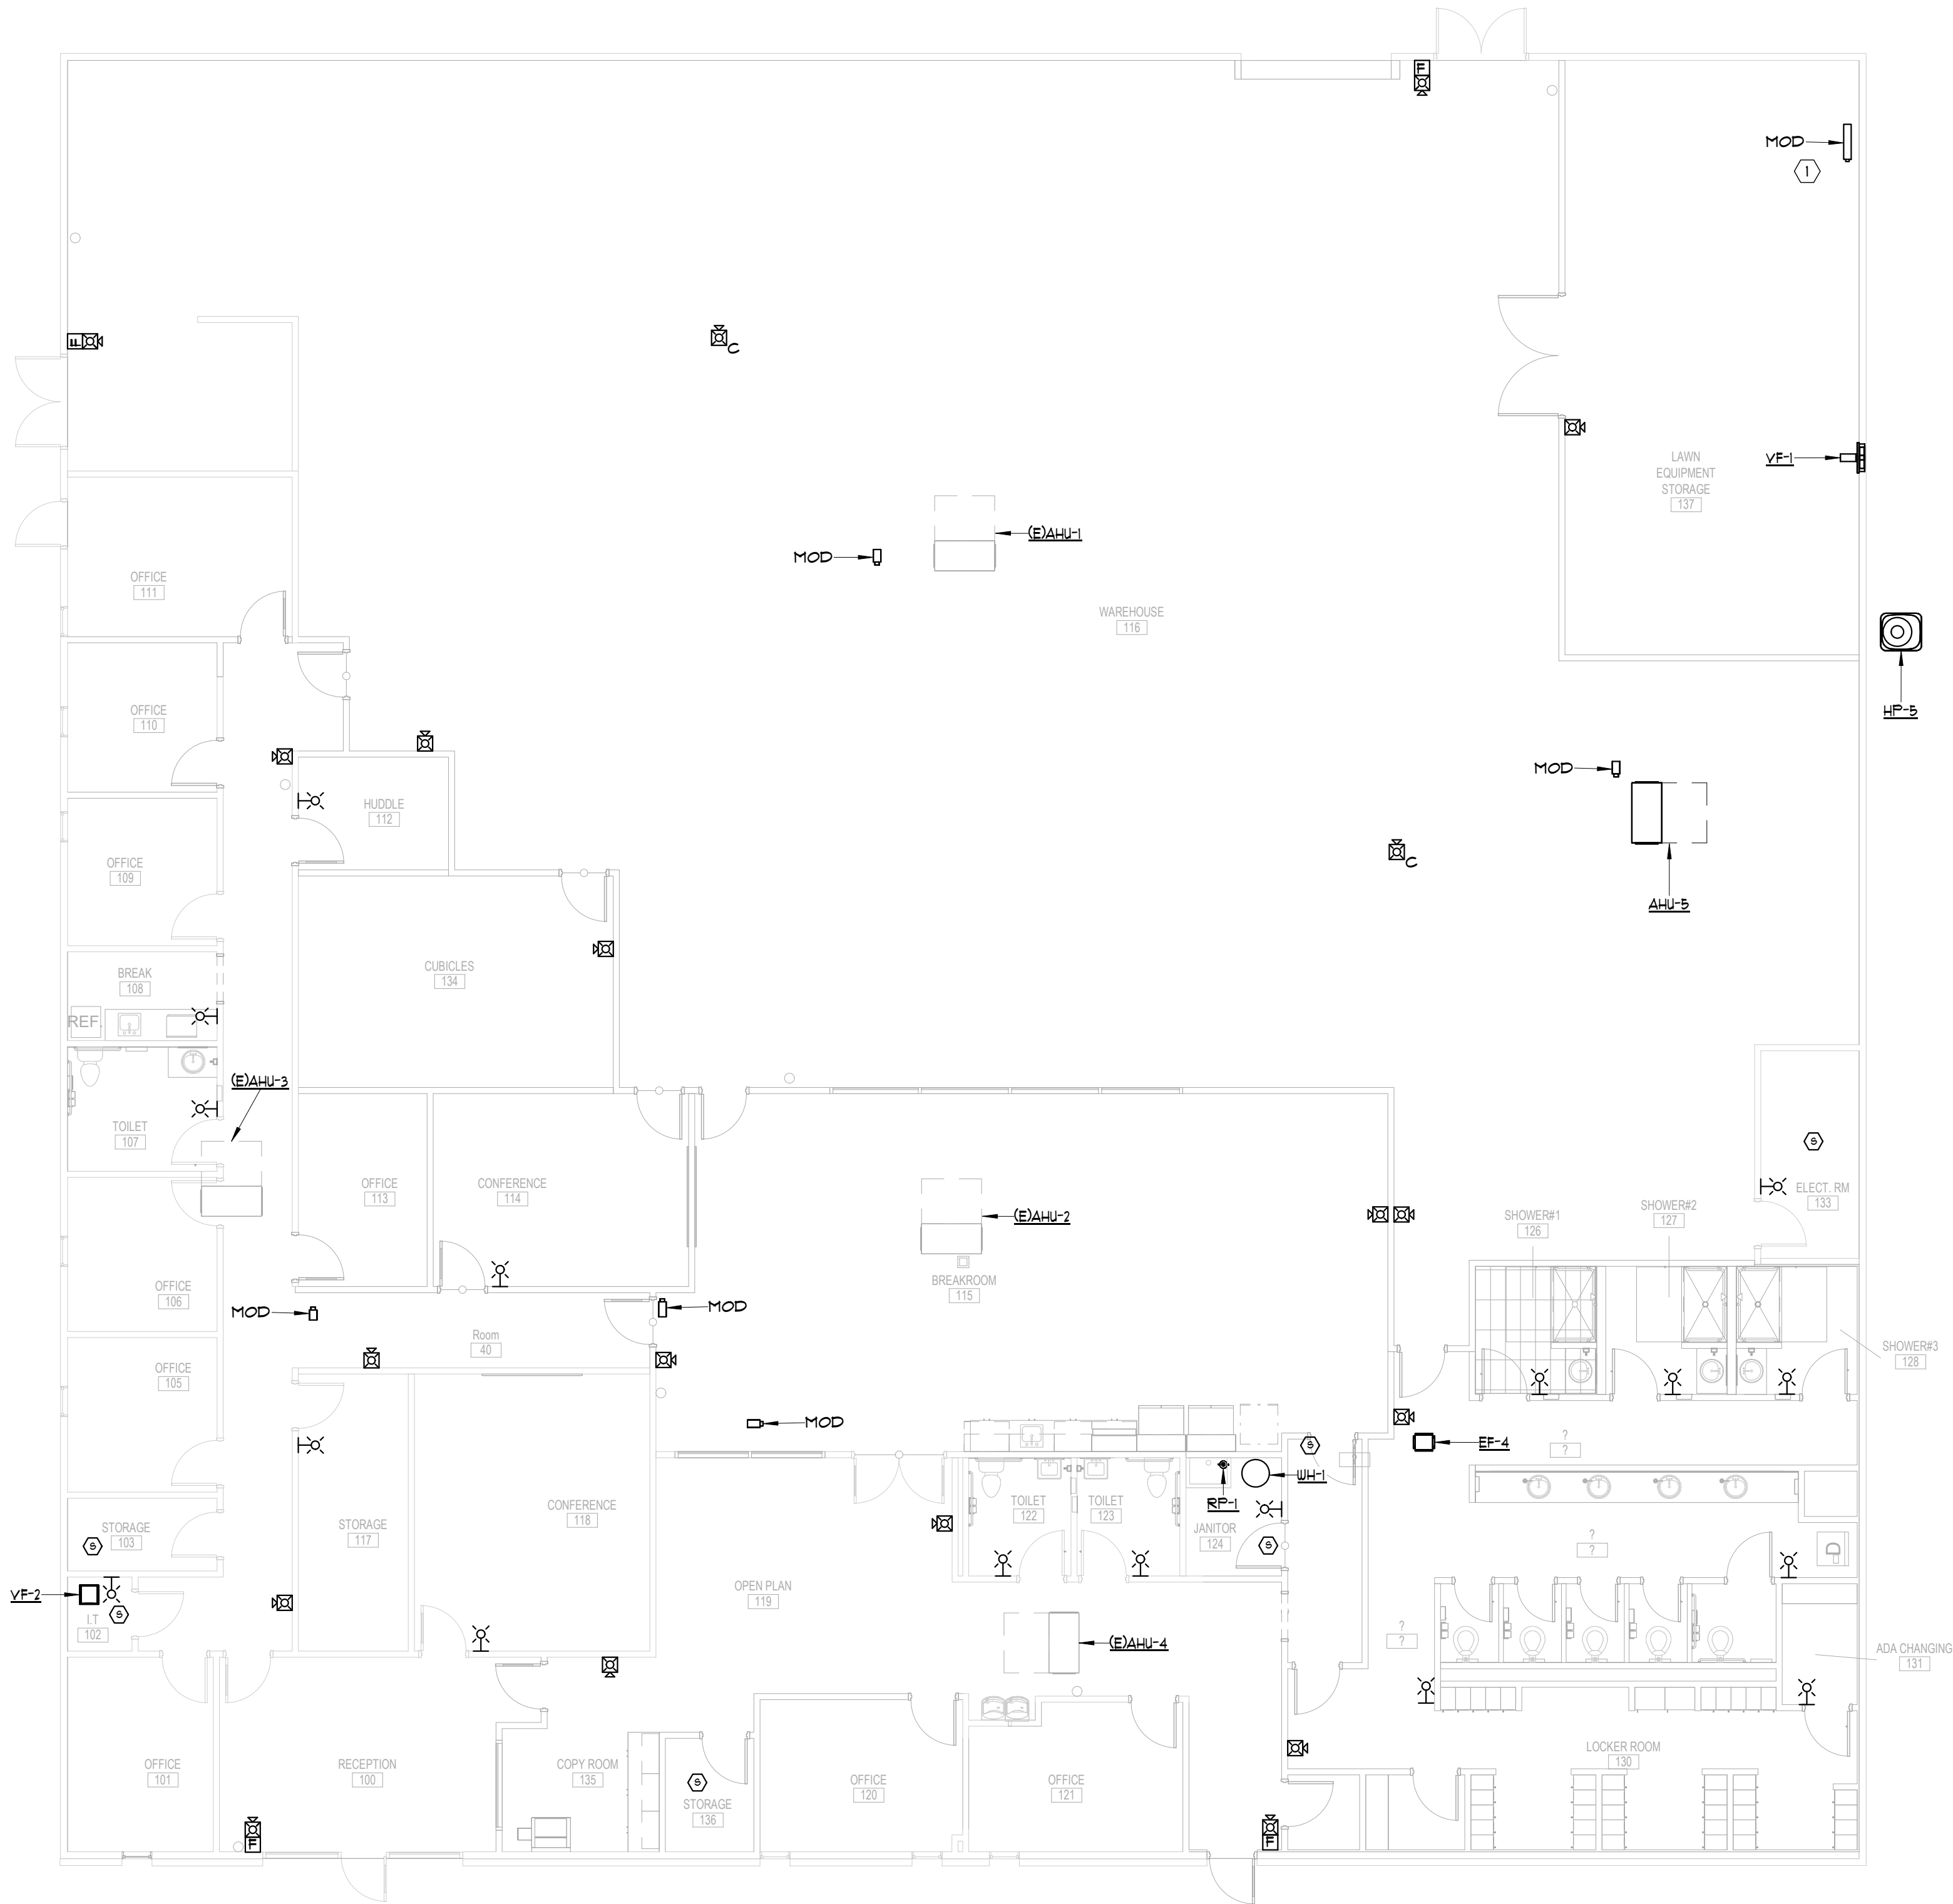 F
MOD
1
F
C
LAWN
EQUIPMENT
STORAGE
137
VF-1
(E)AHU-1
MOD
OFFICE
111
WAREHOUSE
116
HP-5
OFFICE
110
MOD
HUDDLE
112
C
OFFICE
109
AHU-5
CUBICLES
134
BREAK
108
REF.
(E)AHU-3
TOILET
107
S
OFFICE
113
CONFERENCE
114
ELECT. RM
133
SHOWER#1
126
SHOWER#2
127
(E)AHU-2
BREAKROOM
115
OFFICE
106
MOD
MOD
Room
40
SHOWER#3
128
OFFICE
105
MOD
S
EF-4
?
?
WH-1
RP-1
TOILET
122
TOILET
123
JANITOR
124
S
CONFERENCE
118
STORAGE
117
STORAGE
103
S
?
?
VF-2
S
I.T
102
OPEN PLAN
119
(E)AHU-4
?
?
ADA CHANGING
131
LOCKER ROOM
130
OFFICE
101
RECEPTION
100
COPY ROOM
135
S
STORAGE
136
OFFICE
120
OFFICE
121
F
F